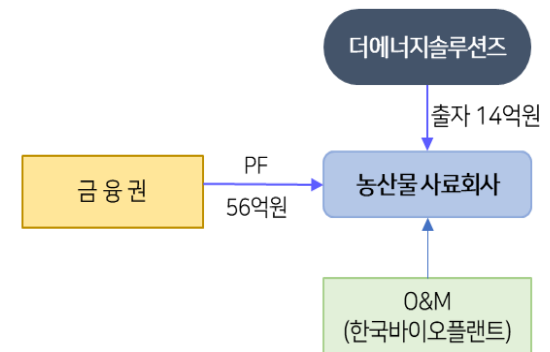 더에너지솔루션즈
출자 14억원
금 융 권
PF
56억원
농산물 사료회사
O&M
(한국바이오플랜트)